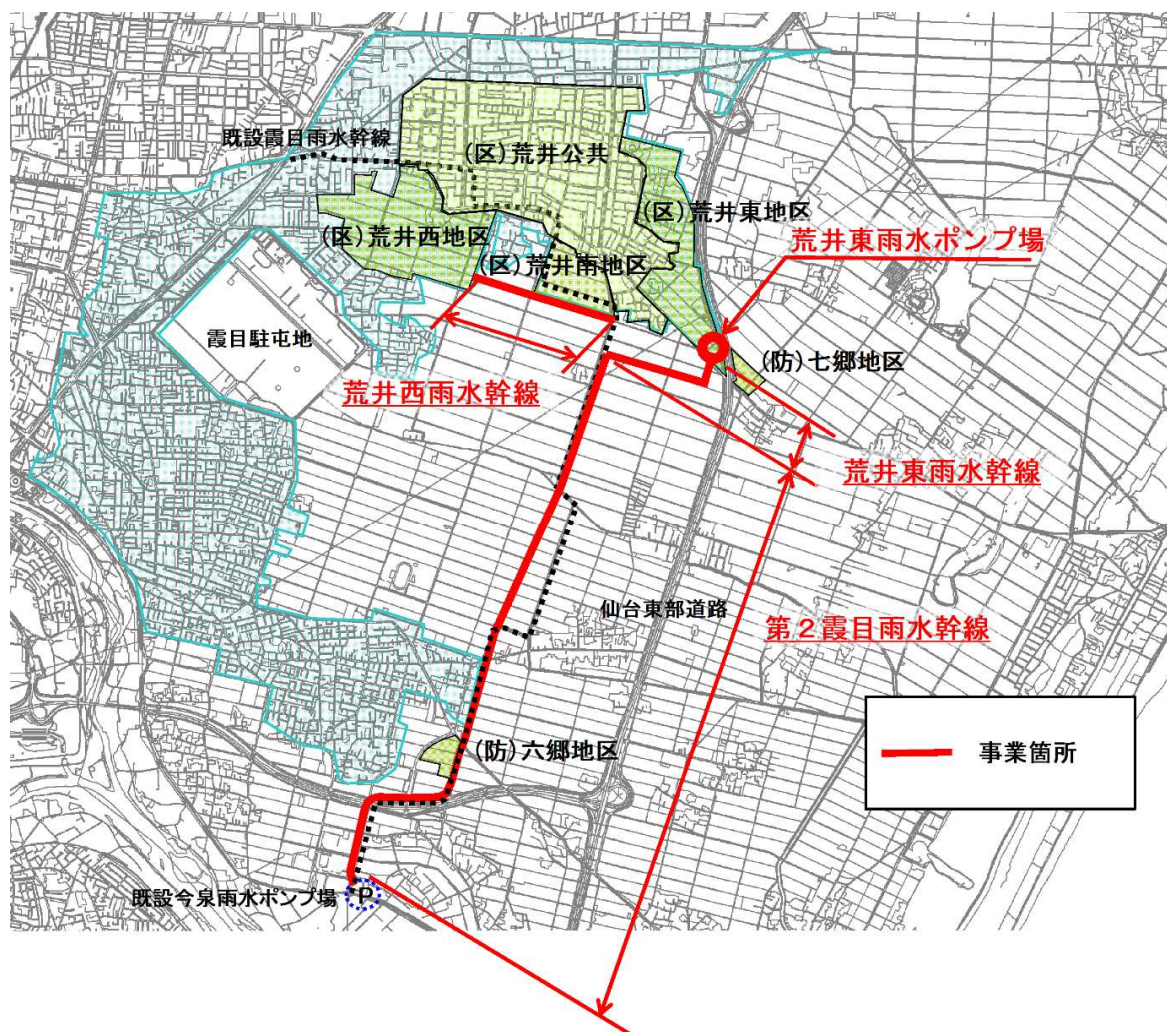 既設霞目雨水幹線
(区)荒井公共
(区)荒井東地区
(区)荒井西地区
荒井東雨水ポンプ場
(区)荒井南地区
霞目駐屯地
(防)七郷地区
荒井西雨水幹線
荒井東雨水幹線
仙台東部道路
第２霞目雨水幹線
(防)六郷地区
事業箇所
既設今泉雨水ポンプ場
P